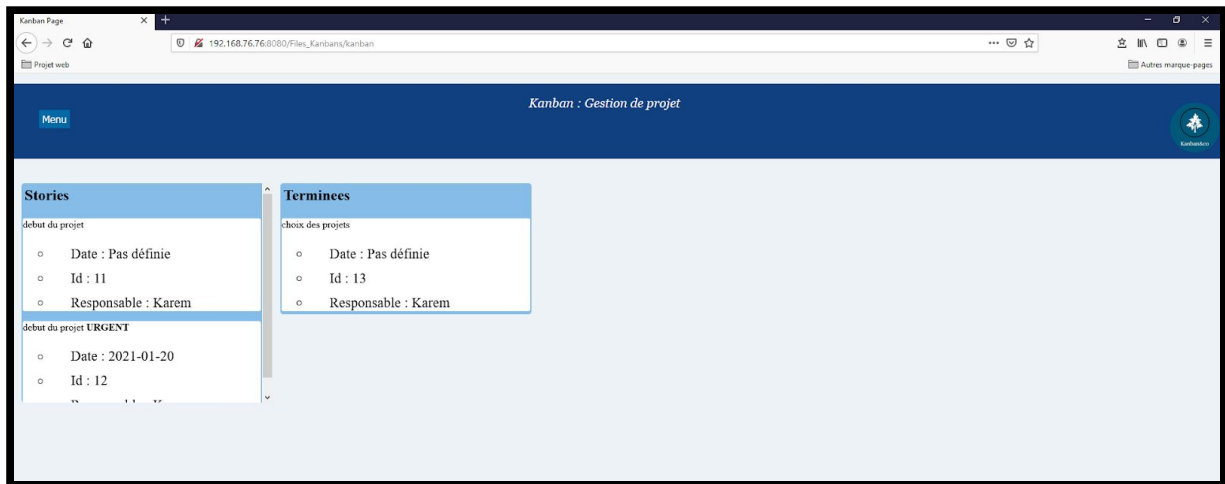 Kanban Page
192.168.76.76:8080/Files_Kanbans/kanban
Projet web
Autres marque-pages
Kanban : Gestion de projet
Menu
Kanban&co
Stories
debut du projet
Date : Pas définie
Id : 11
Responsable : Karem
debut du projet URGENT
Date : 2021-01-20
Id : 12
Terminees
choix des projets
Date : Pas définie
Id : 13
Responsable : Karem